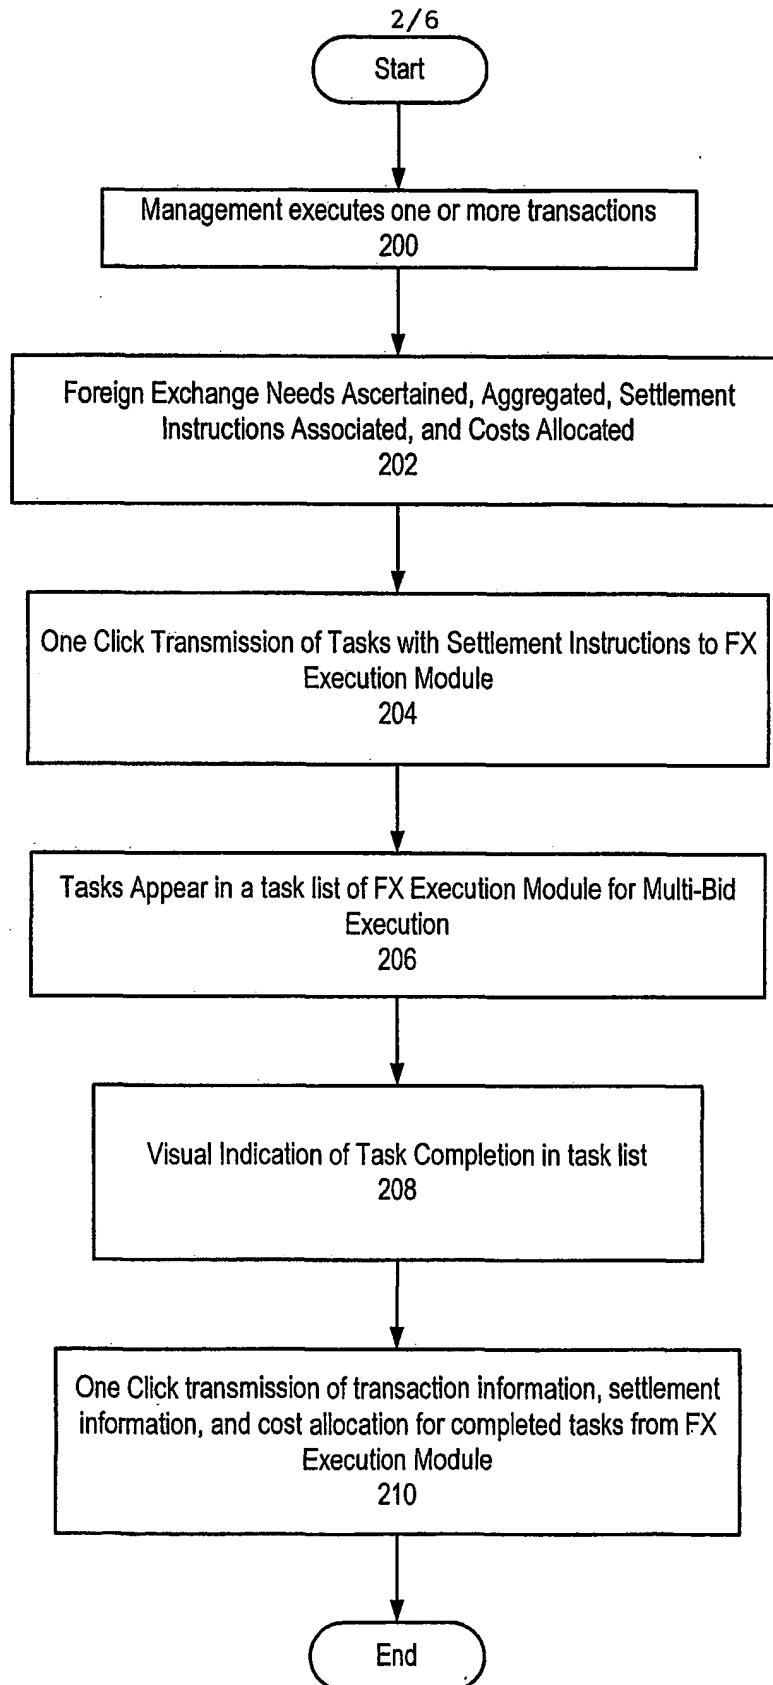 2/6
Start
Management executes one or more transactions
200
Foreign Exchange Needs Ascertained, Aggregated, Settlement
Instructions Associated, and Costs Allocated
202
One Click Transmission of Tasks with Settlement Instructions to FX
Execution Module
204
Tasks Appear in a task list of FX Execution Module for Multi-Bid
Execution
206
Visual Indication of Task Completion in task list
208
One Click transmission of transaction information, settlement
information, and cost allocation for completed tasks from FX
Execution Module
210
End